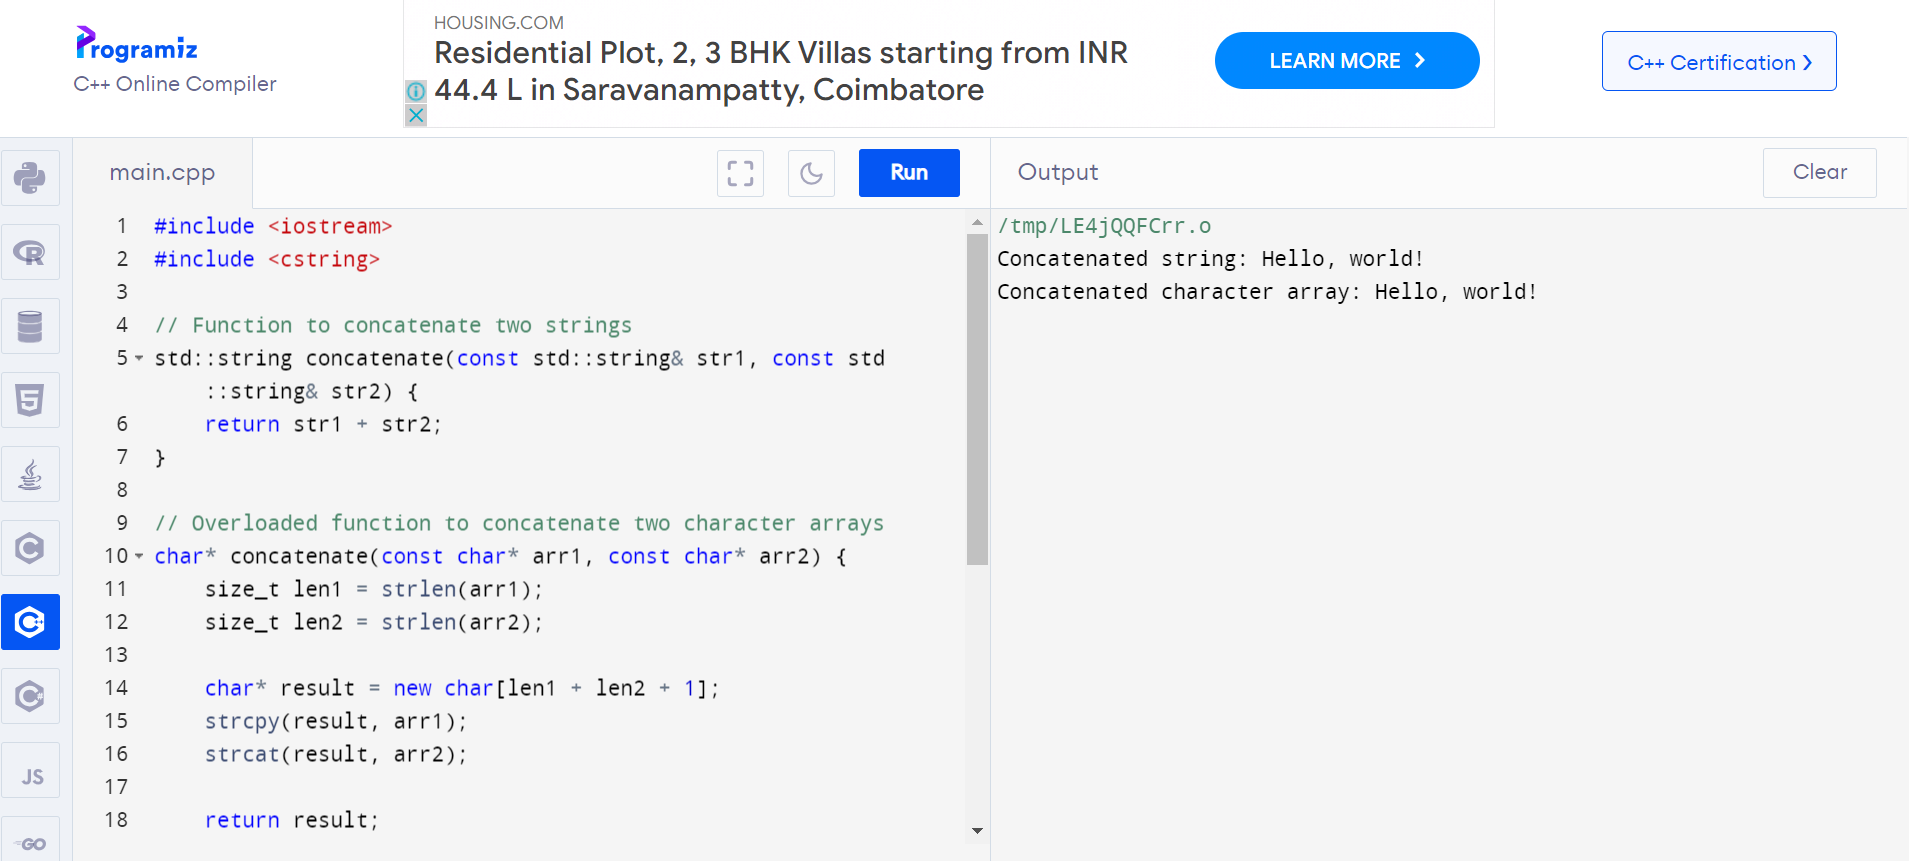 Programiz
C++ Online Compiler
HOUSING.COM
Residential Plot, 2, 3 BHK Villas starting from INR
44.4 L in Saravanampatty, Coimbatore
LEARN MORE
C++ Certification
main.cpp
Run
Output
Clear
1 #include <iostream>
2 #include <cstring>
3
4 // Function to concatenate two strings
5 std::string concatenate(const std::string& str1, const std
::string& str2) {
6 return str1 + str2;
7 }
8
9 // Overloaded function to concatenate two character arrays
10 char* concatenate(const char* arr1, const char* arr2) {
11 size_t len1 = strlen(arr1);
12 size_t len2 = strlen(arr2);
13
14 char* result = new char[len1 + len2 + 1];
15 strcpy(result, arr1);
16 strcat(result, arr2);
17
18 return result;
/tmp/LE4jQQFCrr.o
Concatenated string: Hello, world!
Concatenated character array: Hello, world!
R
5
C
C++
C#
JS
GO